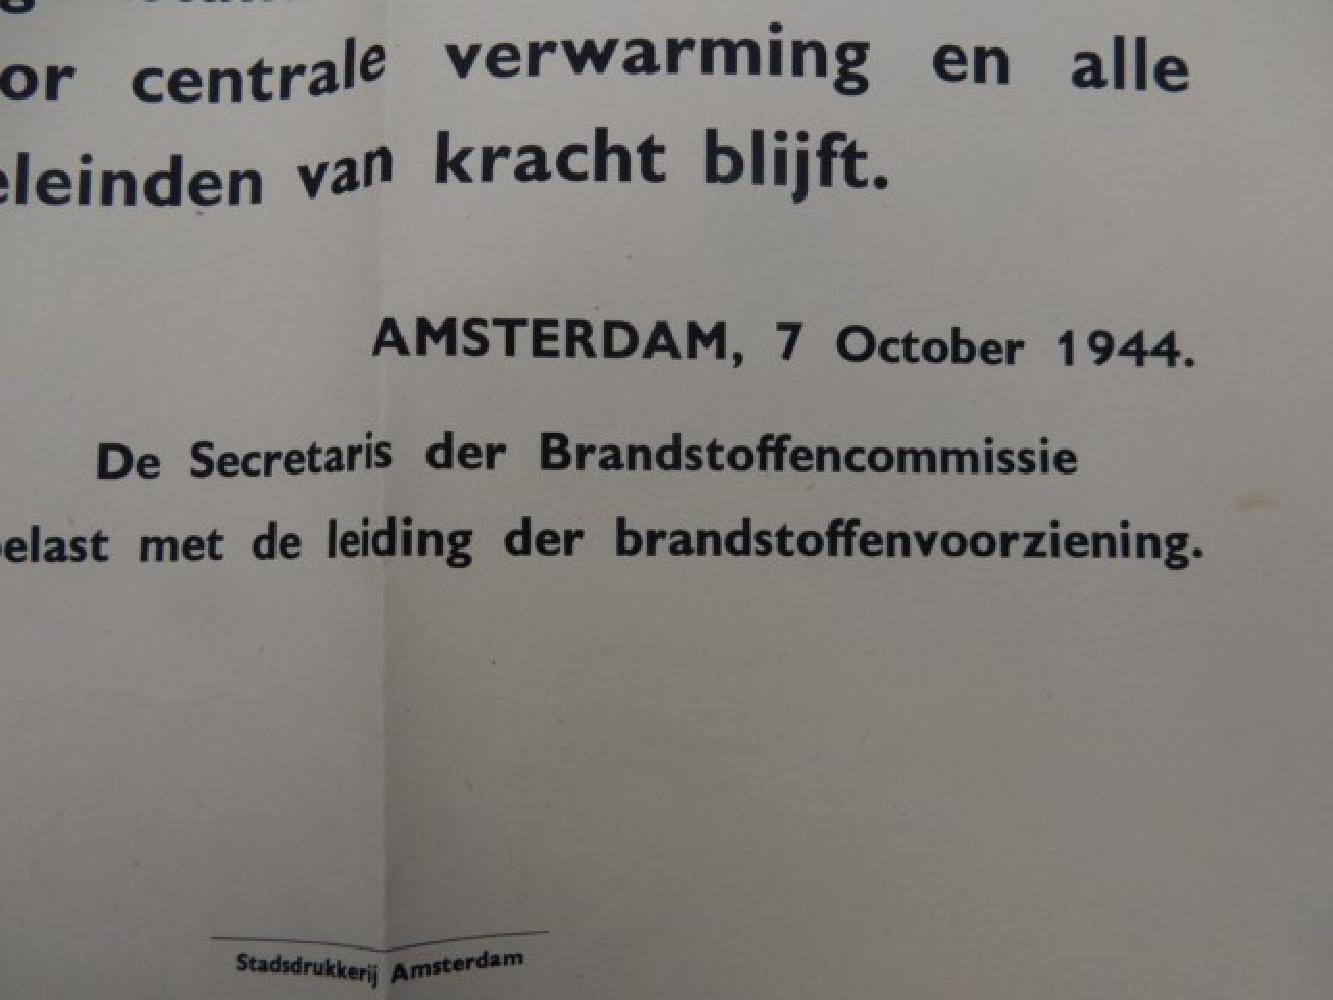 or centrale verwarming en alle
eleinden van kracht blijft.
AMSTERDAM, 7 October 1944.
De Secretaris der Brandstoffencommissie
elast met de leiding der brandstoffenvoorziening.
Stadsdrukkerij Amsterdam